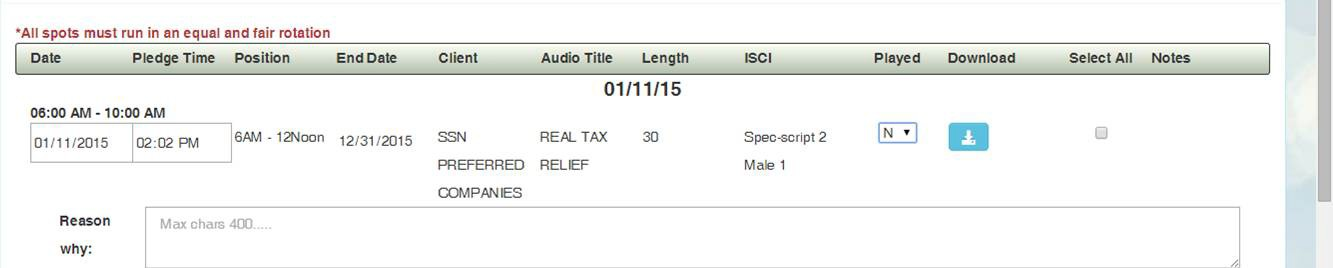 *All spots must run in an equal and fair rotation
Date Pledge Time Position End Date Client Audio Title Length ISCI Played Download Select All Notes
01/11/15
06:00 AM - 10:00 AM
01/11/2015 02:02 PM 6AM - 12Noon 12/31/2015 SSN REAL TAX 30 Spec-script 2 N
PREFERRED RELIEF Male 1
COMPANIES
Reason Max chars 400.....
why: